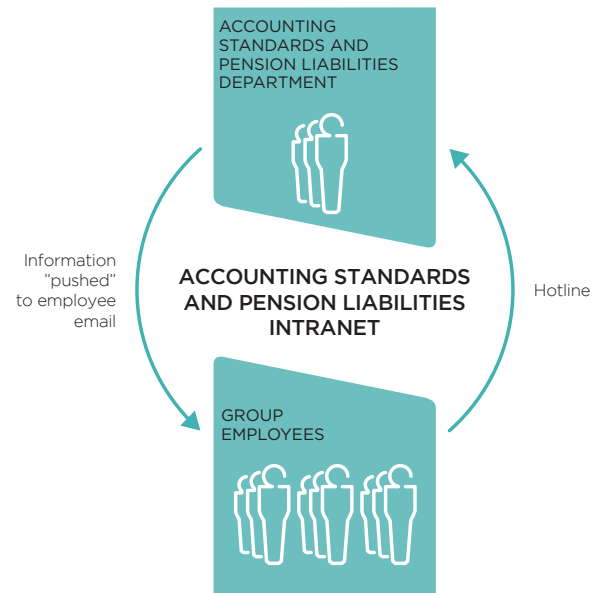 ACCOUNTING
STANDARDS AND
PENSION LIABILITIES
DEPARTMENT
Information
”pushed”
to employee
email
ACCOUNTING STANDARDS
AND PENSION LIABILITIES
INTRANET
Hotline
GROUP
EMPLOYEES